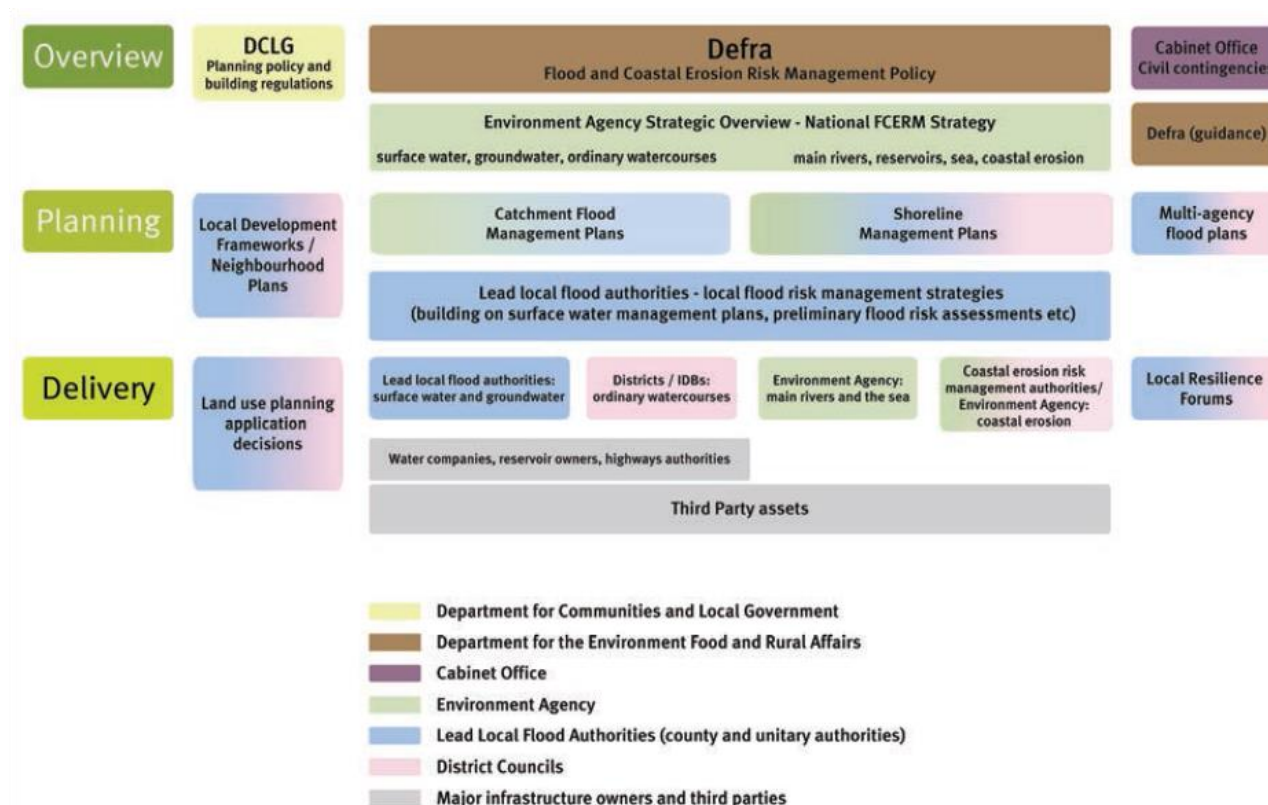 Overview
DCLG
Planning policy and
building regulations
Defra
Flood and Coastal Erosion Risk Management Policy
Cabinet Office
Civil contingencie
Environment Agency Strategic Overview - National FCERM Strategy
surface water, groundwater, ordinary watercourses
main rivers, reservoirs, sea, coastal erosion
Defra (guidance)
Planning
Local Development
Frameworks /
Neighbourhood
Plans
Catchment Flood
Management Plans
Shoreline
Management Plans
Multi-agency
flood plans
Lead local flood authorities - local flood risk management strategies
(building on surface water management plans, preliminary flood risk assessments etc)
Delivery
Land use planning
application
decisions
Lead local flood authorities:
surface water and groundwater
Districts / IDBs:
ordinary watercourses
Environment Agency:
main rivers and the sea
Coastal erosion risk
management authorities/
Environment Agency:
coastal erosion
Local Resilience
Forums
Water companies, reservoir owners, highways authorities
Third Party assets
Department for Communities and Local Government
Department for the Environment Food and Rural Affairs
Cabinet Office
Environment Agency
Lead Local Flood Authorities (county and unitary authorities)
District Councils
Major infrastructure owners and third parties